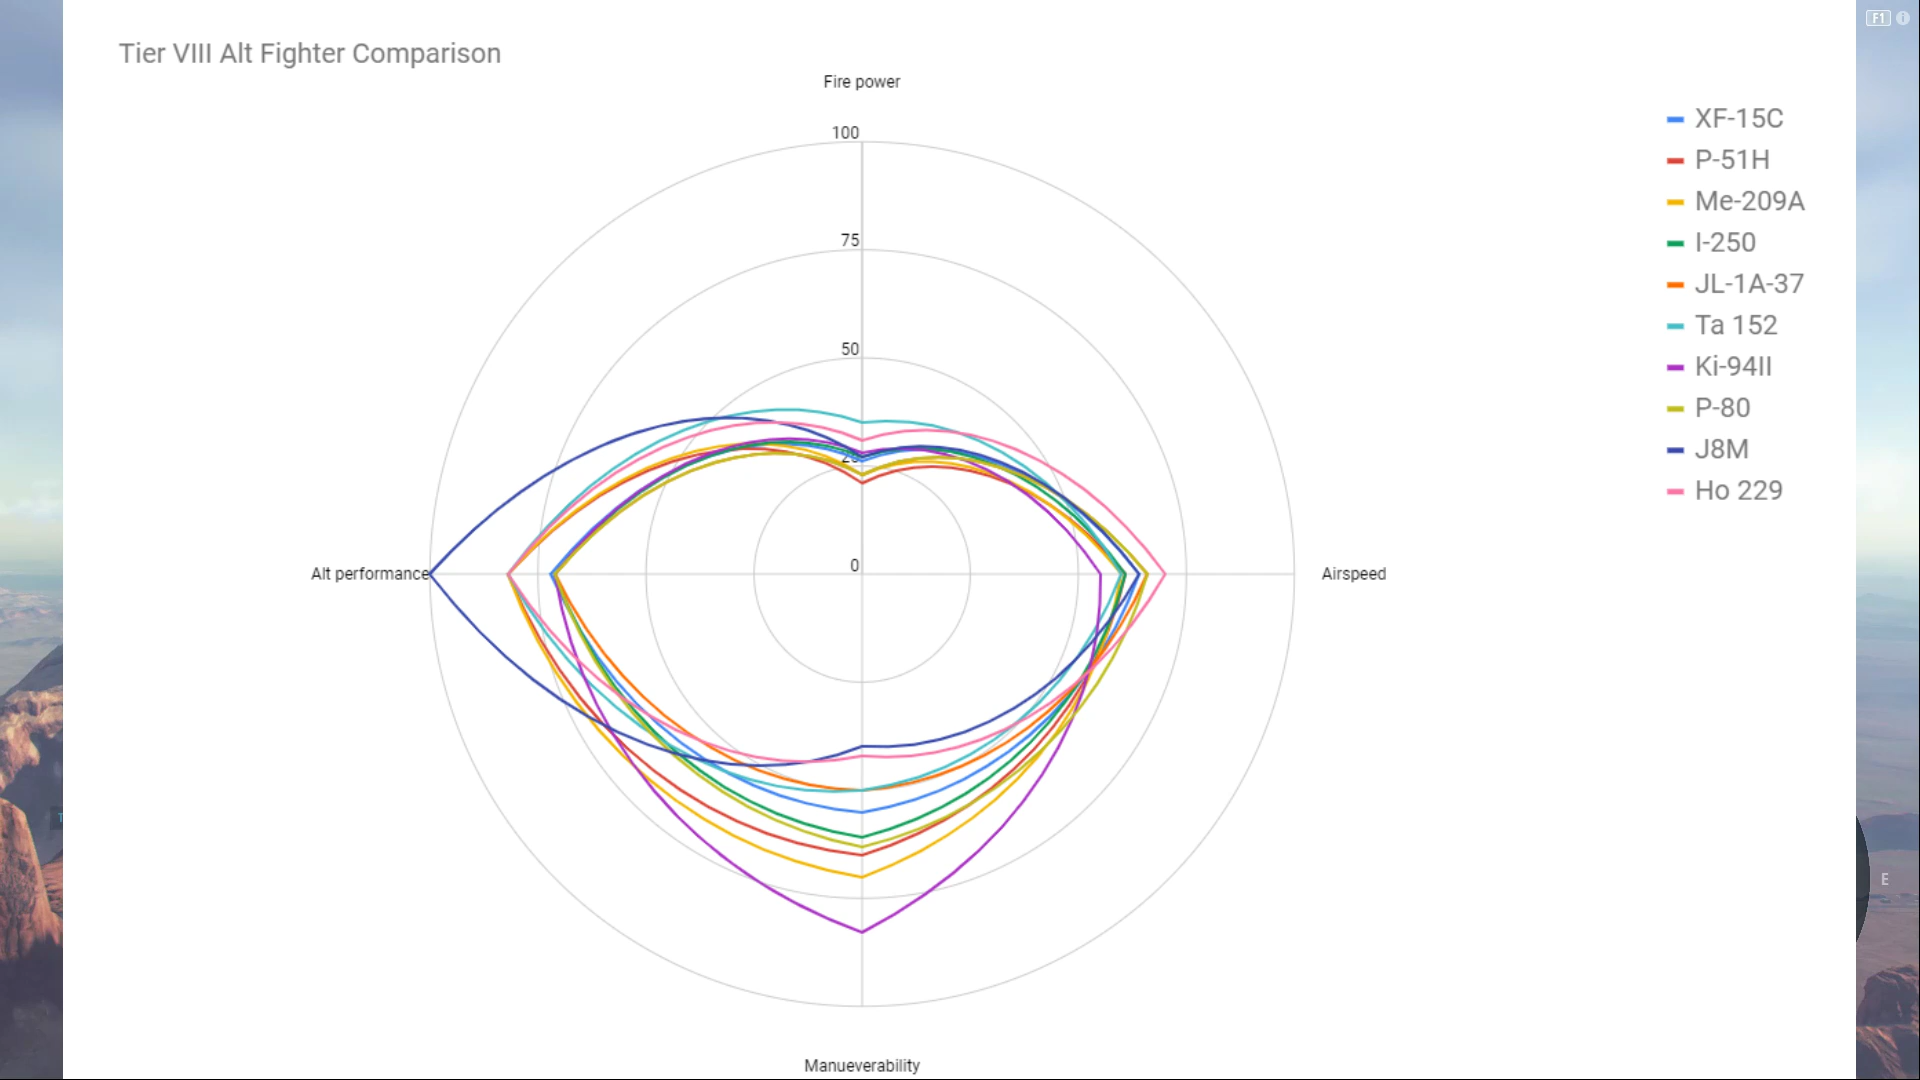 F1
Tier VIII Alt Fighter Comparison
Fire power
100
75
50
0
Alt performance
Airspeed
Manueverability
XF-15C
P-51H
Me-209A
I-250
JL-1A-37
Ta 152
Ki-94II
P-80
J8M
Ho 229
E